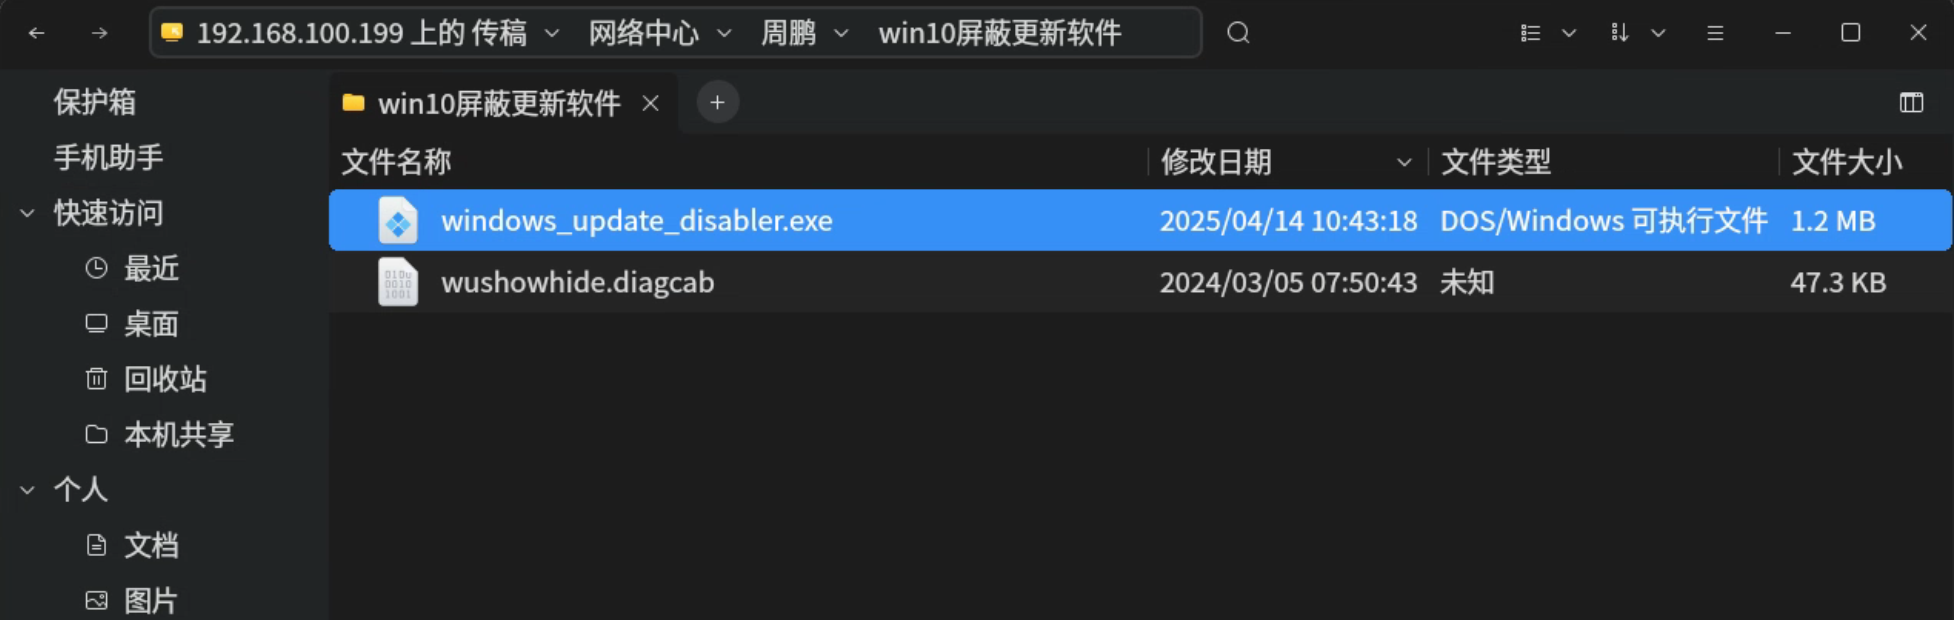 192.168.100.199 上的 传稿 网络中心 周鹏 win10屏蔽更新软件
保护箱
手机助手
快速访问
最近
桌面
回收站
本机共享
个人
文档
图片
win10屏蔽更新软件
文件名称 修改日期 文件类型 文件大小
windows_update_disabler.exe 2025/04/14 10:43:18 DOS/Windows 可执行文件 1.2 MB
wushowhide.diagcab 2024/03/05 07:50:43 未知 47.3 KB